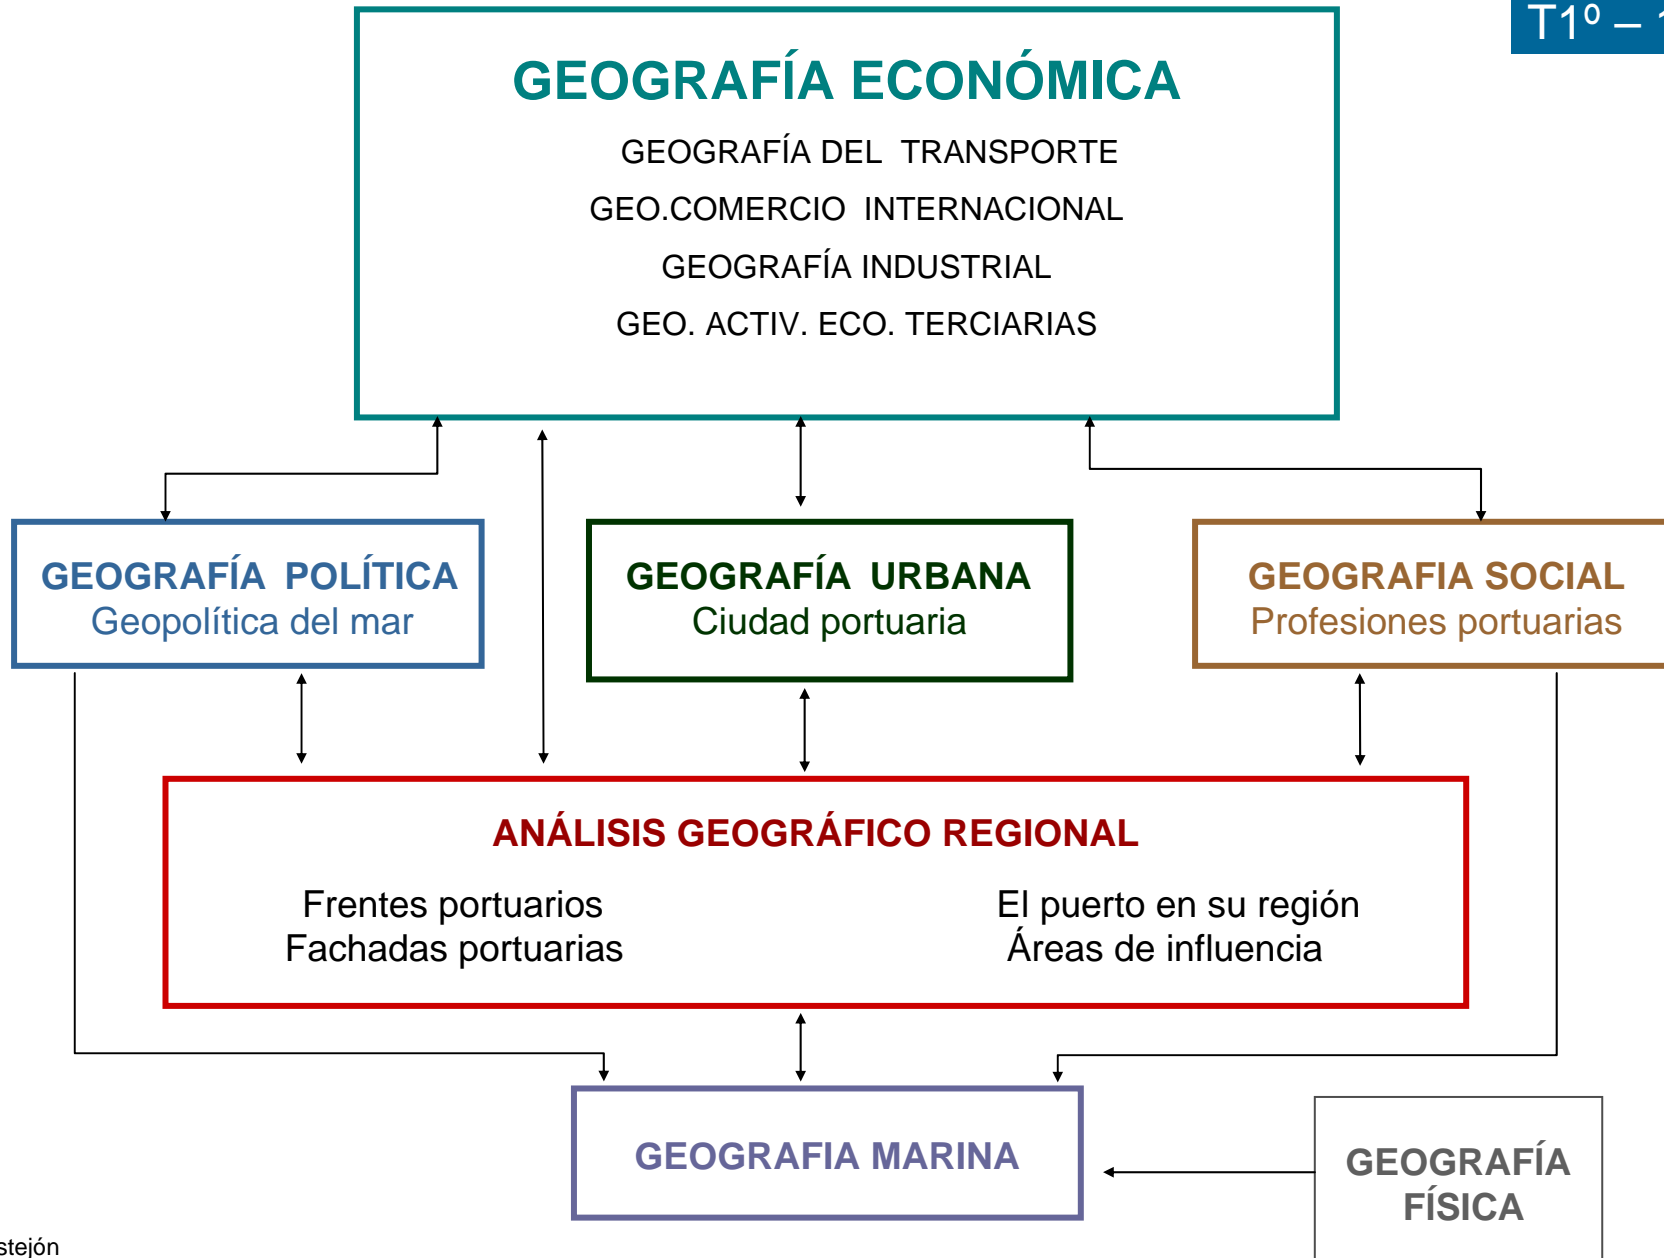 T1º –
GEOGRAFÍA ECONÓMICA
GEOGRAFÍA DEL TRANSPORTE
GEO.COMERCIO INTERNACIONAL
GEOGRAFÍA INDUSTRIAL
GEO. ACTIV. ECO. TERCIARIAS
GEOGRAFÍA POLÍTICA
Geopolítica del mar
GEOGRAFÍA URBANA
Ciudad portuaria
GEOGRAFIA SOCIAL
Profesiones portuarias
ANÁLISIS GEOGRÁFICO REGIONAL
Frentes portuarios
Fachadas portuarias
El puerto en su región
Áreas de influencia
GEOGRAFIA MARINA
GEOGRAFÍA
FÍSICA
stejón